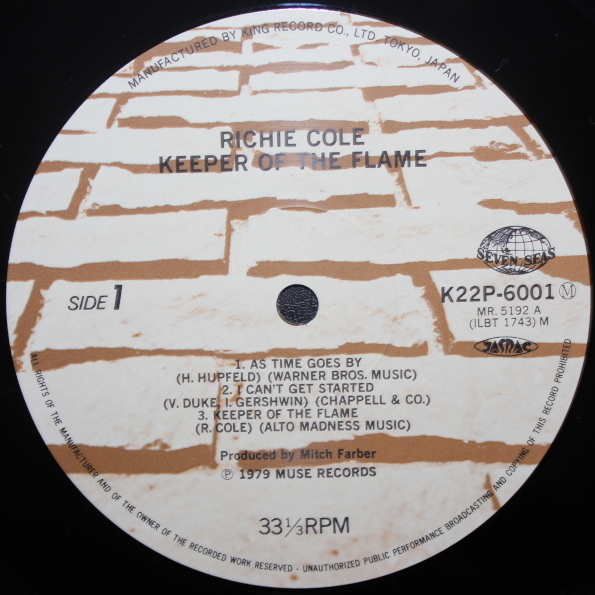 MANUFACTURED BY KING RECORD CO., LTD, TOKYO, JAPAN
RICHIE COLE
KEEPER OF THE FLAME
SEVEN SEAS
SIDE 1
K22P-6001 Ⓜ
MR. 5192 A
(ILBT 1743) M
JASRAC
1. AS TIME GOES BY
(H. HUPFELD) (WARNER BROS. MUSIC)
2. I CAN'T GET STARTED
(V. DUKE, I. GERSHWIN) (CHAPPELL & CO.)
3. KEEPER OF THE FLAME
(R. COLE) (ALTO MADNESS MUSIC)
Produced by Mitch Farber
℗ 1979 MUSE RECORDS
33 1/3 RPM
ALL RIGHTS OF THE MANUFACTURER AND OF THE OWNER OF THE RECORDED WORK RESERVED - UNAUTHORIZED PUBLIC PERFORMANCE BROADCASTING AND COPYING OF THIS RECORD PROHIBITED